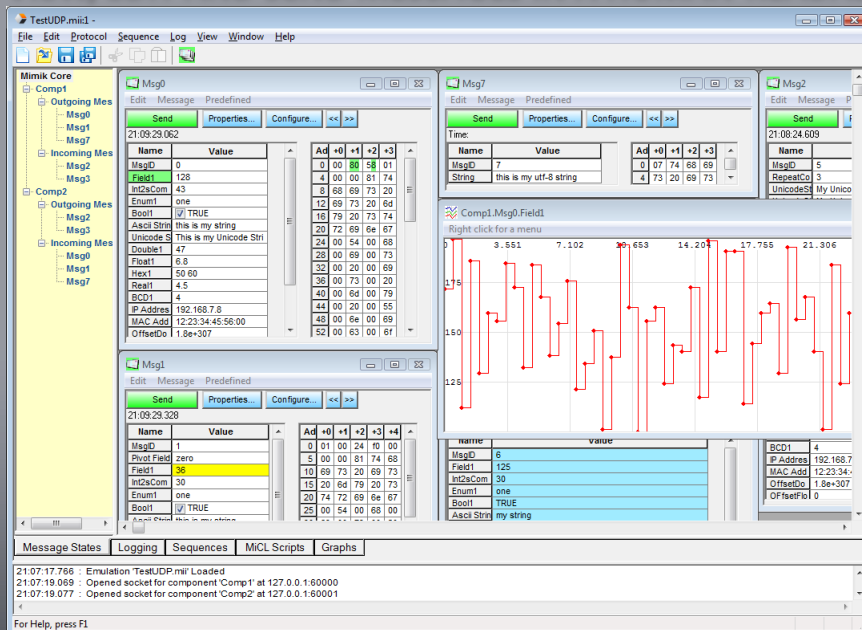 TestUDP.mii:1 -
File Edit Protocol Sequence Log View Window Help
Mimik Core
Comp1
Outgoing Mes
Msg0
Msg1
Msg7
Incoming Mes
Msg2
Msg3
Comp2
Outgoing Mes
Msg2
Msg3
Incoming Mes
Msg0
Msg1
Msg7
Msg0
Edit Message Predefined
Send Properties... Configure... << >>
21:09:29.062
Name Value
MsgID 0
Field1 128
Int2sCom 43
Enum1 one
Bool1 TRUE
Ascii Strin this is my string
Unicode S This is my Unicode Stri
Double1 47
Float1 6.8
Hex1 50 60
Real1 4.5
BCD1 4
IP Addres 192.168.7.8
MAC Add 12:23:34:45:56:00
OffsetDo 1.8e+307
Ad +0 +1 +2 +3
0 00 80 58 01
4 00 00 81 74
8 68 69 73 20
12 69 73 20 6d
16 79 20 73 74
20 72 69 6e 67
24 00 54 00 68
28 00 69 00 73
32 00 20 00 69
36 00 73 00 20
40 00 6d 00 79
44 00 20 00 55
48 00 6e 00 69
52 00 63 00 6f
Msg7
Edit Message Predefined
Send Properties... Configure... << >>
Time:
Name Value
MsgID 7
String this is my utf-8 string
Ad +0 +1 +2 +3
0 07 74 68 69
4 73 20 69 73
Msg2
Edit Message P
Send
21:08:24.609
Name
MsgID 5
RepeatCo 3
UnicodeSt My Unico
Comp1.Msg0.Field1
Right click for a menu
3.551 7.102 10.653 14.204 17.755 21.306
175
150
125
Msg1
Edit Message Predefined
Send Properties... Configure... << >>
21:09:29.328
Name Value
MsgID 1
Pivot Field zero
Field1 36
Int2sCom 30
Enum1 one
Bool1 TRUE
Ascii Strin this is my string
Ad +0 +1 +2 +3 +4
0 01 00 24 f0 00
5 00 00 81 74 68
10 69 73 20 69 73
15 20 6d 79 20 73
20 74 72 69 6e 67
25 00 54 00 68 00
Name Value
MsgID 6
Field1 125
Int2sCom 30
Enum1 one
Bool1 TRUE
Ascii Strin my string
BCD1 4
IP Addres 192.168.7
MAC Add 12:23:34:
OffsetDo 1.8e+307
OFfsetFlo 0
Message States Logging Sequences MiCL Scripts Graphs
21:07:17.766 : Emulation 'TestUDP.mii' Loaded
21:07:19.069 : Opened socket for component 'Comp1' at 127.0.0.1:60000
21:07:19.077 : Opened socket for component 'Comp2' at 127.0.0.1:60001
For Help, press F1